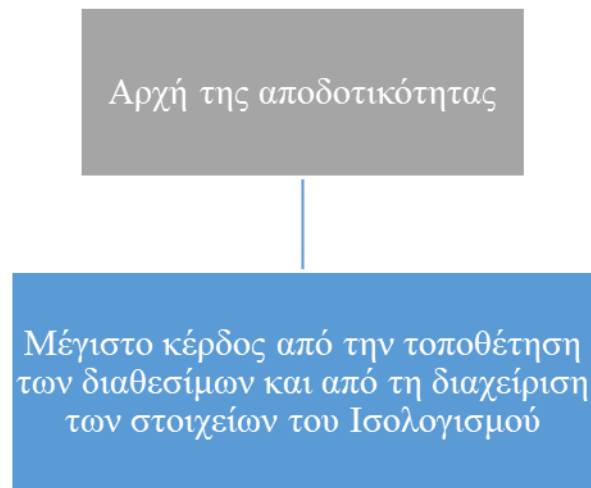 Αρχή της αποδοτικότητας
Μέγιστο κέρδος από την τοποθέτηση
των διαθεσίμων και από τη διαχείριση
των στοιχείων του Ισολογισμού